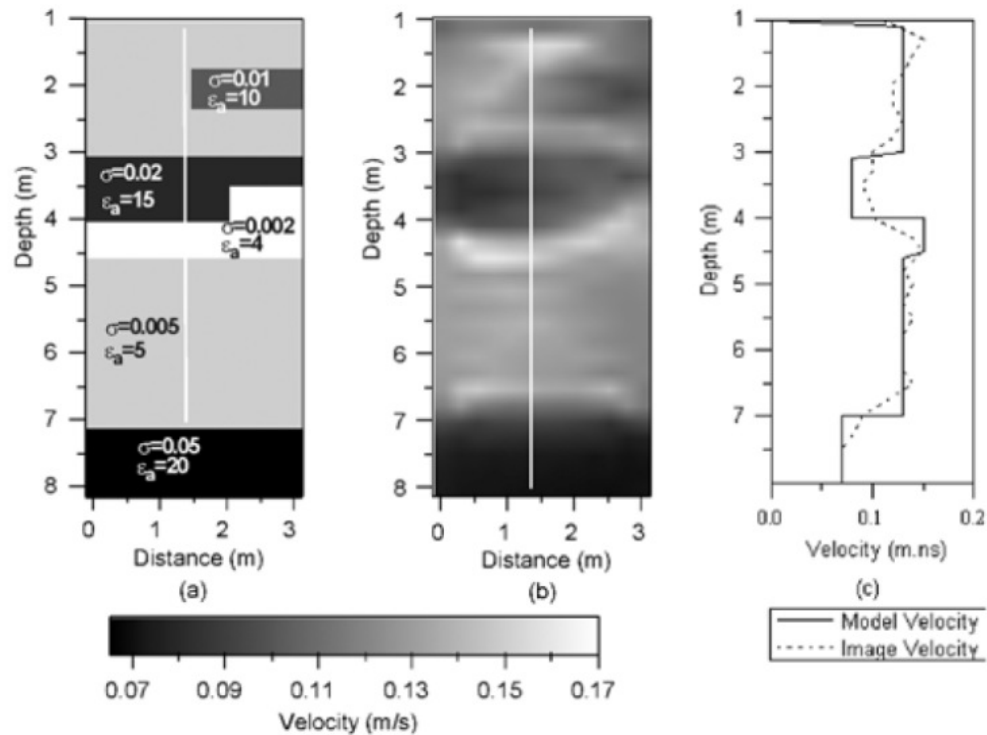 1
2
3
4
5
6
7
8
Depth (m)
σ=0.01
εa=10
σ=0.02
εa=15
σ=0.002
εa=4
σ=0.005
εa=5
σ=0.05
εa=20
0 1 2 3
Distance (m)
(a)
1
2
3
4
5
6
7
8
Depth (m)
0 1 2 3
Distance (m)
(b)
1
2
3
4
5
6
7
Depth (m)
0.0 0.1 0.2
Velocity (m.ns)
(c)
Model Velocity
Image Velocity
0.07 0.09 0.11 0.13 0.15 0.17
Velocity (m/s)